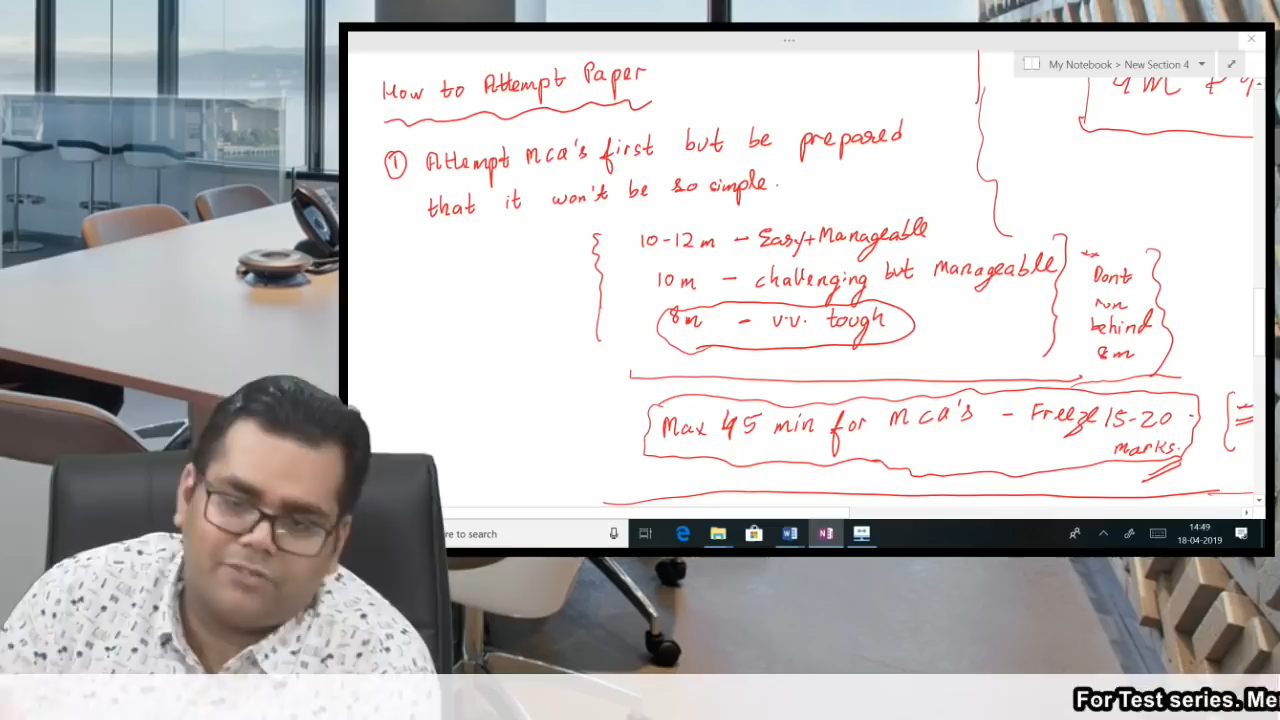 ...
My Notebook > New Section 4
How to Attempt Paper
① Attempt MCQ's first but be prepared
that it won't be so simple.
10-12 m - Easy + Manageable
10 m - challenging but manageable
8m - v.v. tough
** Dont
run
behind
8m
Max 45 min for MCQ's - Freeze 15-20
marks.
re to search
14:49
18-04-2019
For Test series. Me